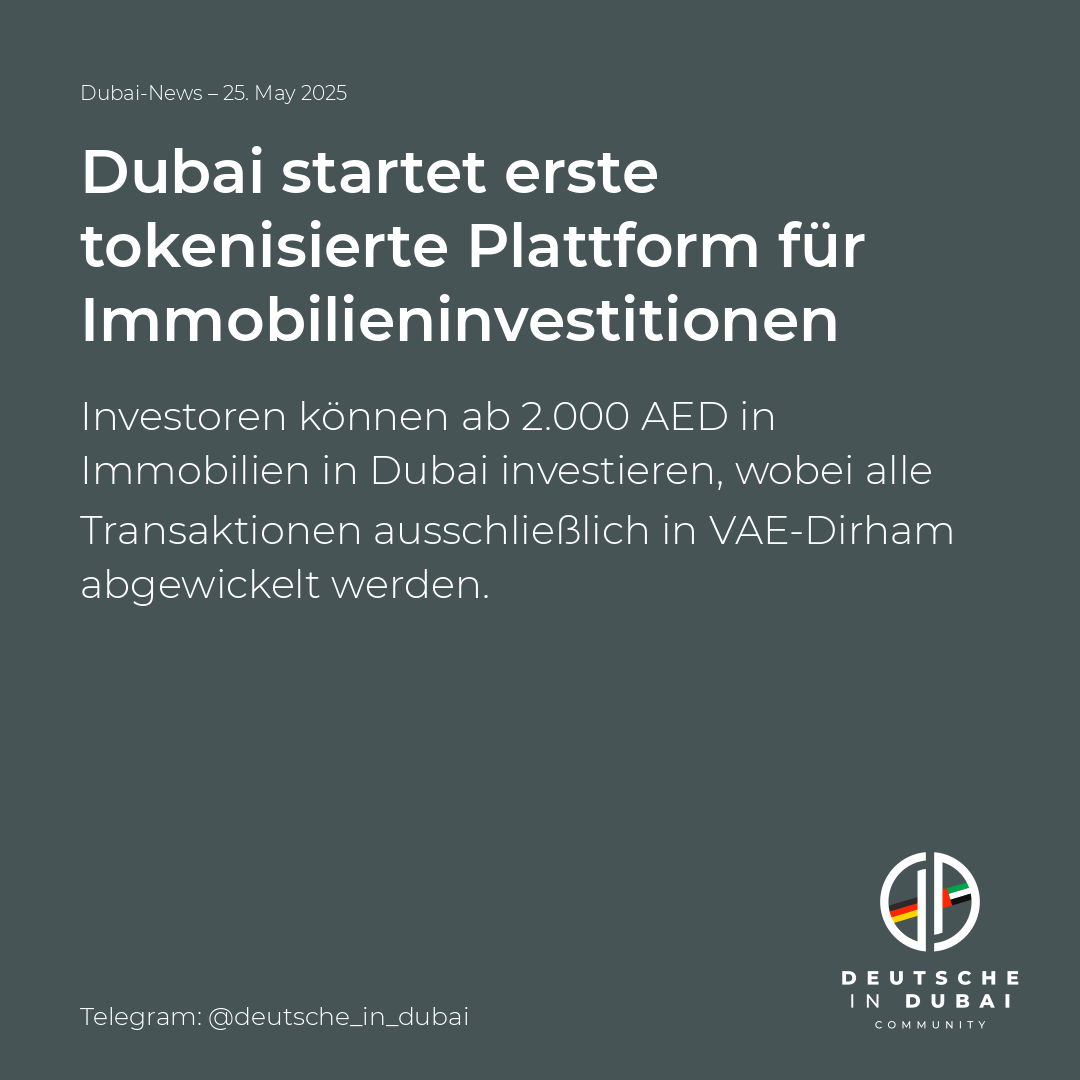 Dubai-News – 25. May 2025
Dubai startet erste
tokenisierte Plattform für
Immobilieninvestitionen
Investoren können ab 2.000 AED in
Immobilien in Dubai investieren, wobei alle
Transaktionen ausschließlich in VAE-Dirham
abgewickelt werden.
DEUTSCHE
IN DUBAI
COMMUNITY
Telegram: @deutsche_in_dubai